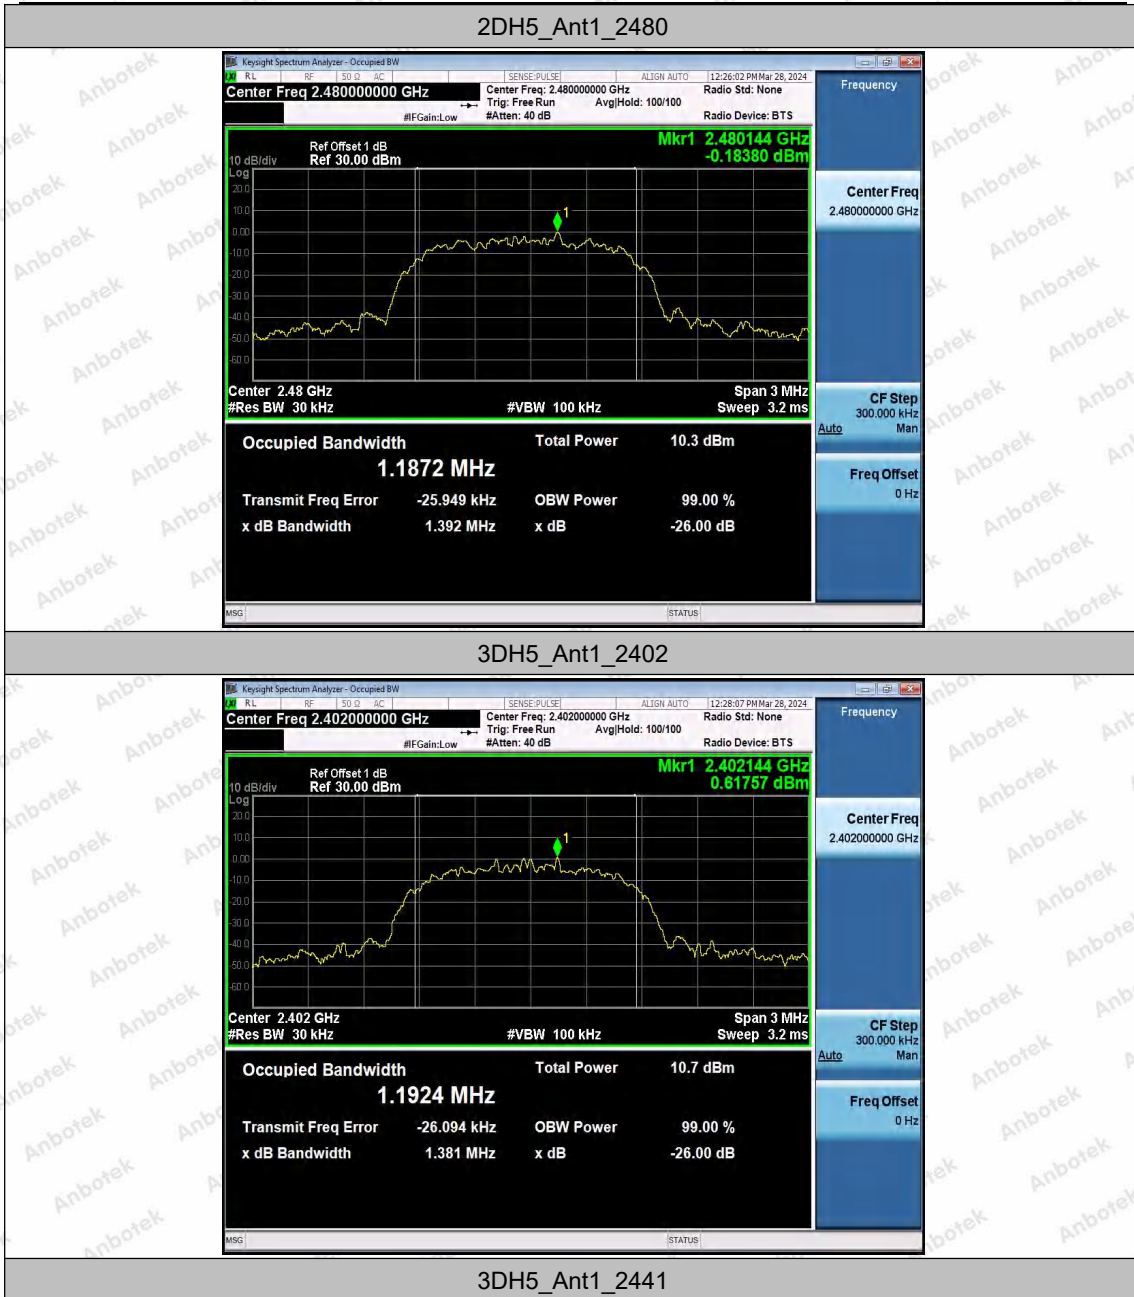 2DH5_Ant1_2480
Keysight Spectrum Analyzer - Occupied BW
LXI RL RF 50 Ω AC SENSE:PULSE ALIGN AUTO 12:26:02 PM Mar 28, 2024
Center Freq 2.480000000 GHz
Center Freq: 2.480000000 GHz Radio Std: None
Trig: Free Run Avg|Hold: 100/100
#IFGain:Low #Atten: 40 dB Radio Device: BTS
Frequency
Mkr1 2.480144 GHz
-0.18380 dBm
Ref Offset 1 dB
10 dB/div Ref 30.00 dBm
Log
20.0
10.0
0.00
-10.0
-20.0
-30.0
-40.0
-50.0
-60.0
1
Center 2.48 GHz Span 3 MHz
#Res BW 30 kHz #VBW 100 kHz Sweep 3.2 ms
Center Freq
2.480000000 GHz
CF Step
300.000 kHz
Auto Man
Freq Offset
0 Hz
Occupied Bandwidth Total Power 10.3 dBm
1.1872 MHz
Transmit Freq Error -25.949 kHz OBW Power 99.00 %
x dB Bandwidth 1.392 MHz x dB -26.00 dB
MSG STATUS
3DH5_Ant1_2402
Keysight Spectrum Analyzer - Occupied BW
LXI RL RF 50 Ω AC SENSE:PULSE ALIGN AUTO 12:28:07 PM Mar 28, 2024
Center Freq 2.402000000 GHz
Center Freq: 2.402000000 GHz Radio Std: None
Trig: Free Run Avg|Hold: 100/100
#IFGain:Low #Atten: 40 dB Radio Device: BTS
Frequency
Mkr1 2.402144 GHz
0.61757 dBm
Ref Offset 1 dB
10 dB/div Ref 30.00 dBm
Log
20.0
10.0
0.00
-10.0
-20.0
-30.0
-40.0
-50.0
-60.0
1
Center 2.402 GHz Span 3 MHz
#Res BW 30 kHz #VBW 100 kHz Sweep 3.2 ms
Center Freq
2.402000000 GHz
CF Step
300.000 kHz
Auto Man
Freq Offset
0 Hz
Occupied Bandwidth Total Power 10.7 dBm
1.1924 MHz
Transmit Freq Error -26.094 kHz OBW Power 99.00 %
x dB Bandwidth 1.381 MHz x dB -26.00 dB
MSG STATUS
3DH5_Ant1_2441
Anbotek